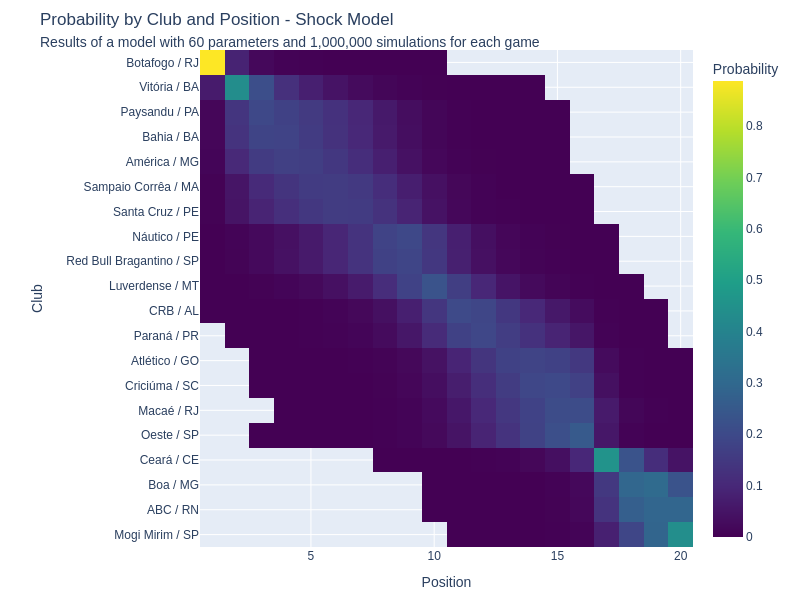 Probability by Club and Position - Shock Model
Results of a model with 60 parameters and 1,000,000 simulations for each game
Probability
Botafogo / RJ
Vitória / BA
Paysandu / PA
Bahia / BA
América / MG
Sampaio Corrêa / MA
Santa Cruz / PE
Náutico / PE
Red Bull Bragantino / SP
Luverdense / MT
CRB / AL
Paraná / PR
Atlético / GO
Criciúma / SC
Macaé / RJ
Oeste / SP
Ceará / CE
Boa / MG
ABC / RN
Mogi Mirim / SP
Club
5
10
15
20
Position
0.8
0.7
0.6
0.5
0.4
0.3
0.2
0.1
0